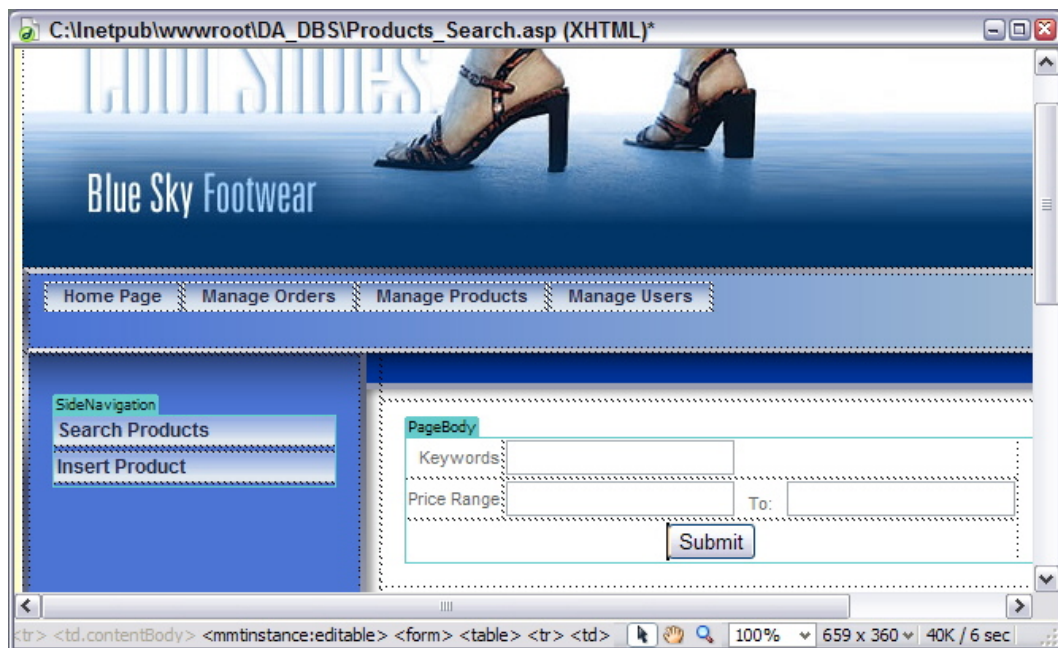 C:\Inetpub\wwwroot\DA_DBS\Products_Search.asp (XHTML)*
Cool Shoes.
Blue Sky Footwear
Home Page Manage Orders Manage Products Manage Users
SideNavigation
Search Products
Insert Product
PageBody
Keywords
Price Range To:
Submit
<tr> <td.contentBody> <mmtinstance:editable> <form> <table> <tr> <td> 100% 659 x 360 40K / 6 sec